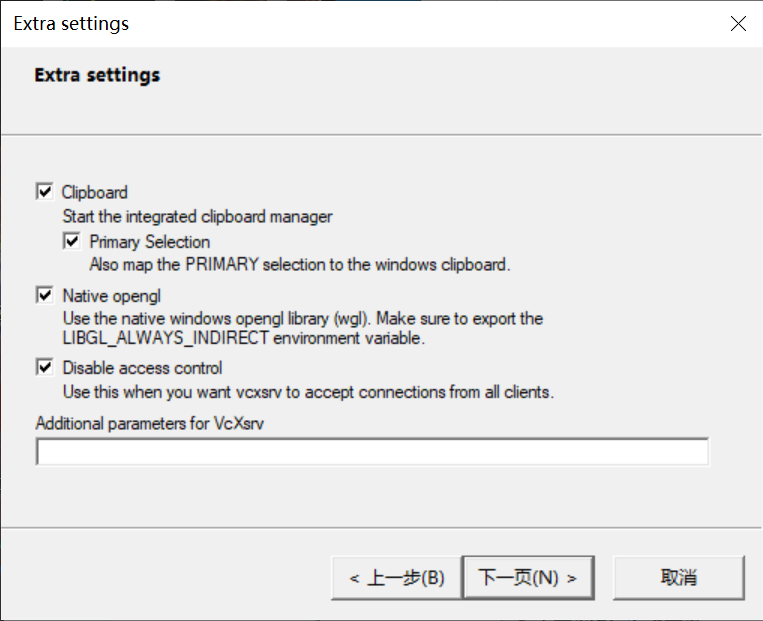 Extra settings
Extra settings
Clipboard
Start the integrated clipboard manager
Primary Selection
Also map the PRIMARY selection to the windows clipboard.
Native opengl
Use the native windows opengl library (wgl). Make sure to export the
LIBGL_ALWAYS_INDIRECT environment variable.
Disable access control
Use this when you want vcxsrv to accept connections from all clients.
Additional parameters for VcXsrv
< 上一步(B) 下一页(N) > 取消